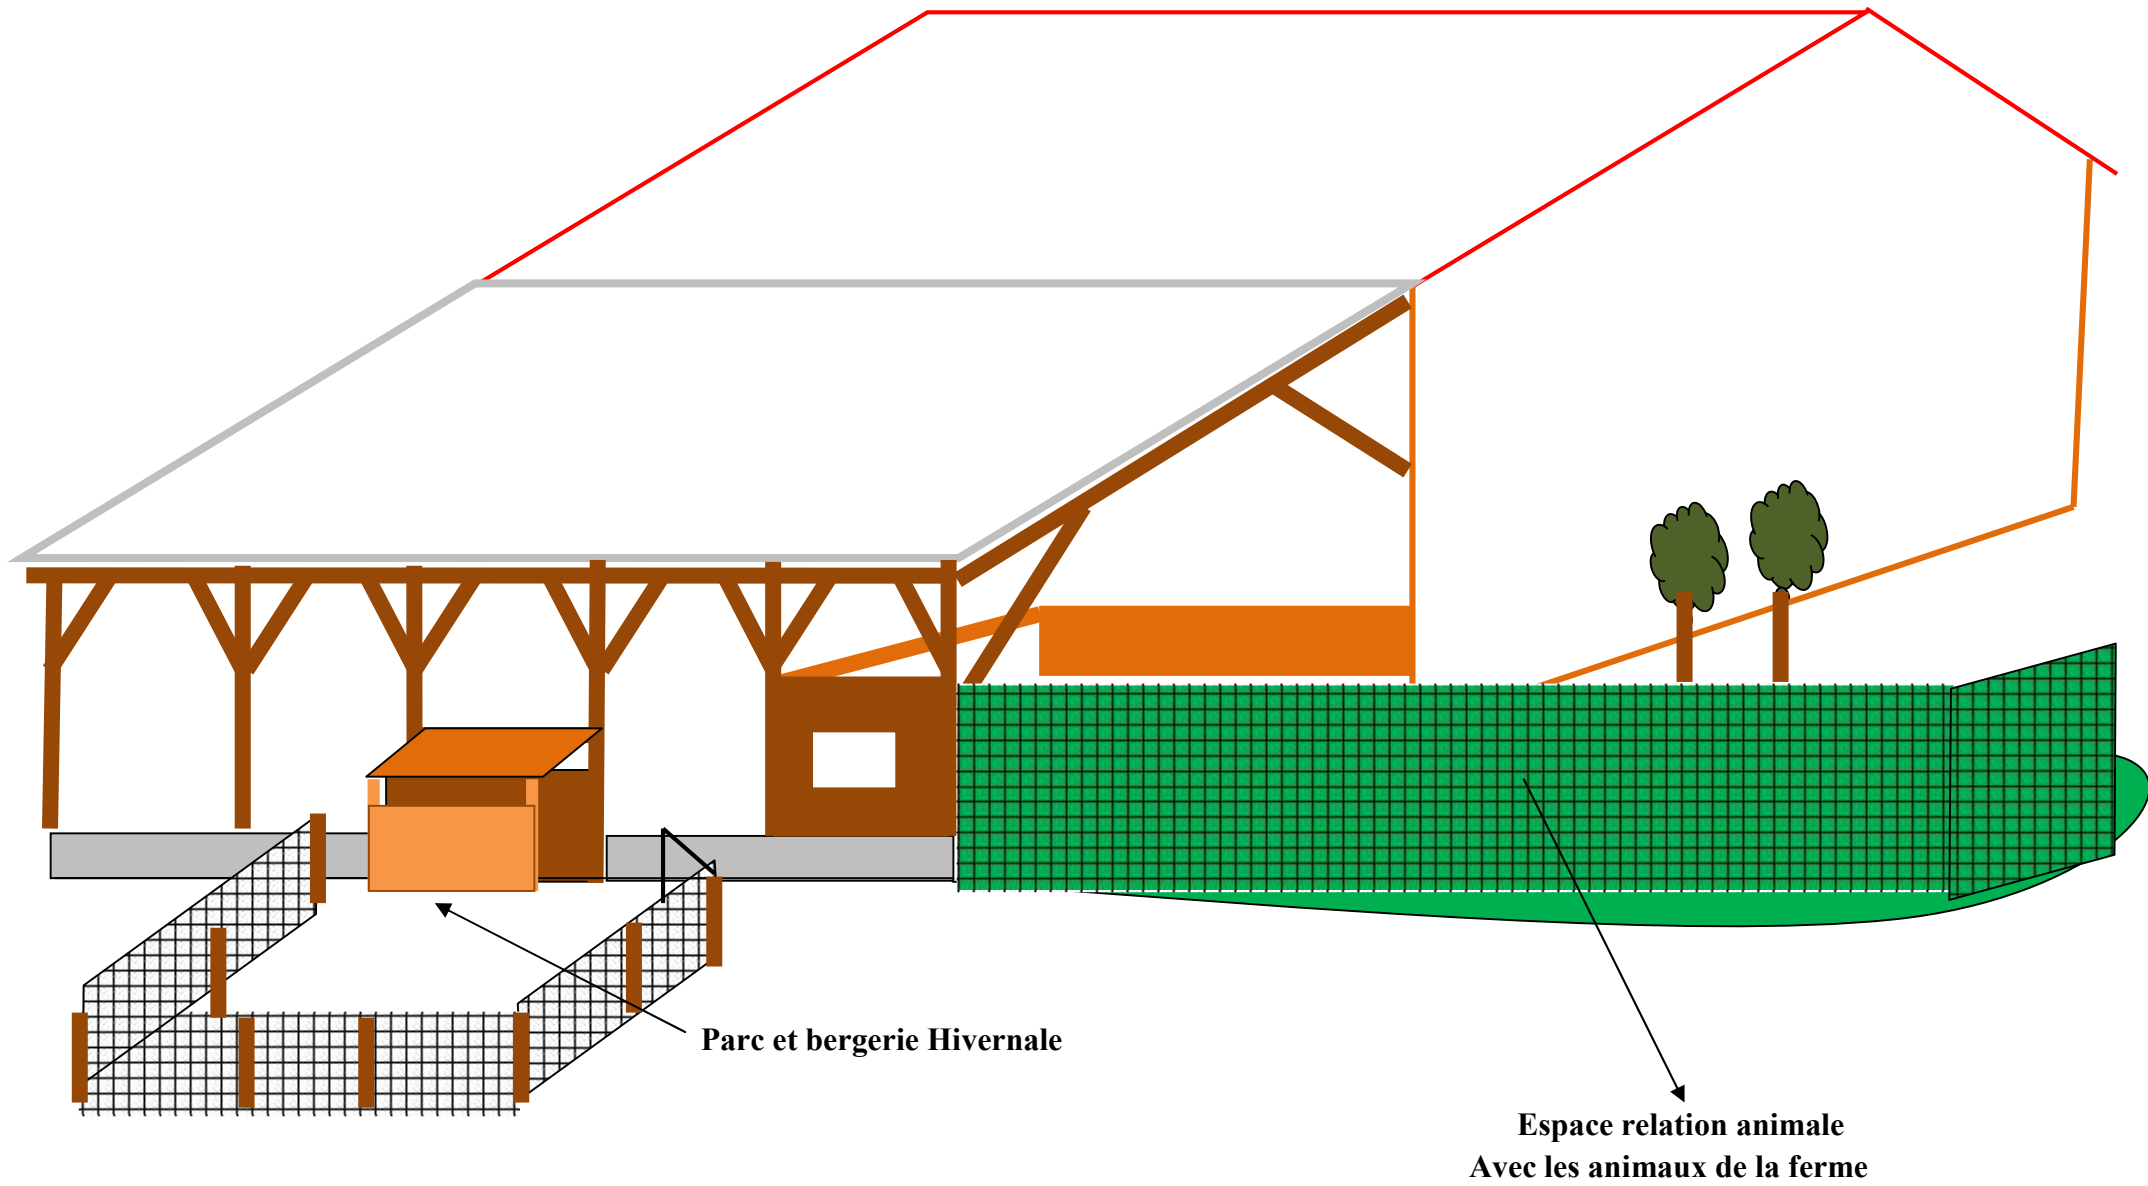 Parc et bergerie Hivernale
Espace relation animale
Avec les animaux de la ferme